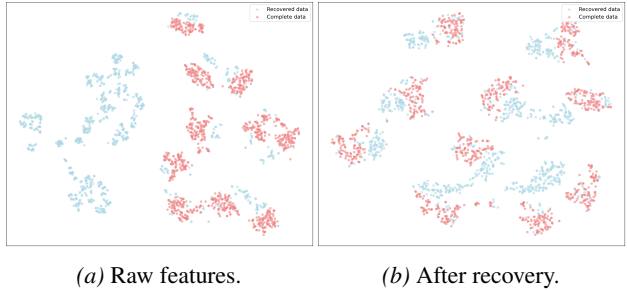 Recovered data
Complete data
Recovered data
Complete data
(a) Raw features.
(b) After recovery.